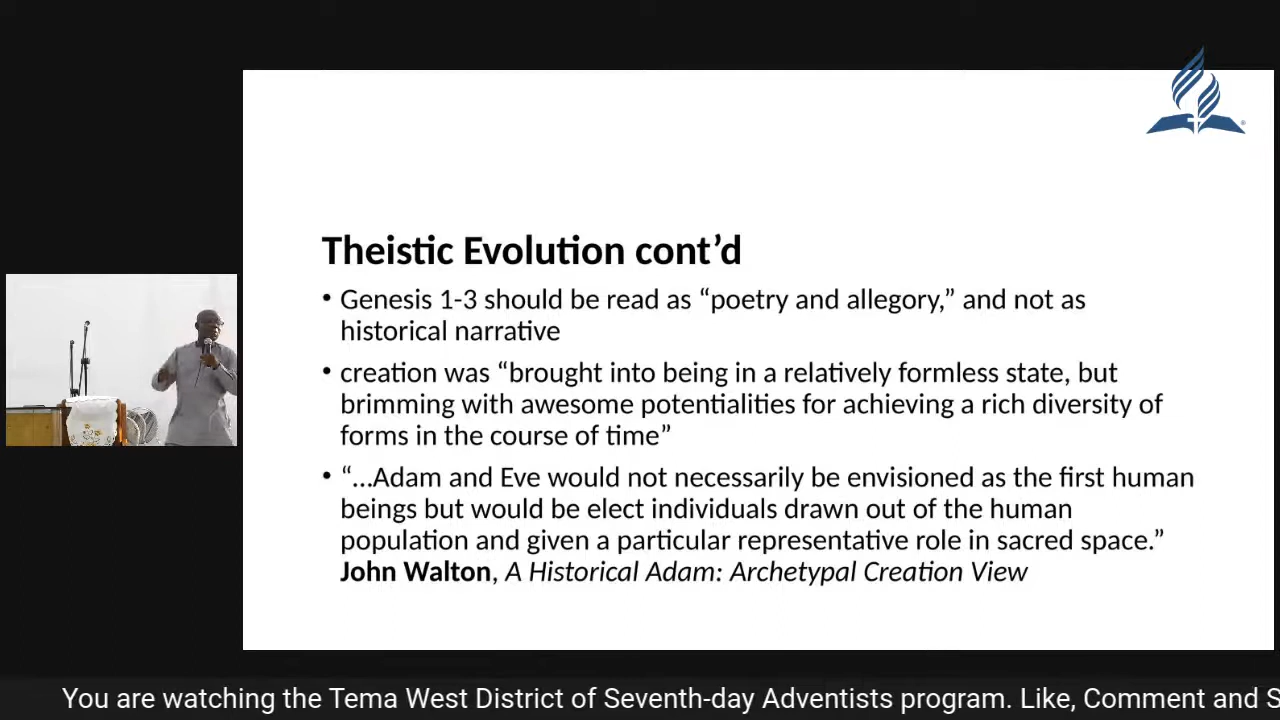 Theistic Evolution cont’d
• Genesis 1-3 should be read as “poetry and allegory,” and not as
historical narrative
• creation was “brought into being in a relatively formless state, but
brimming with awesome potentialities for achieving a rich diversity of
forms in the course of time”
• “…Adam and Eve would not necessarily be envisioned as the first human
beings but would be elect individuals drawn out of the human
population and given a particular representative role in sacred space.”
John Walton, A Historical Adam: Archetypal Creation View
You are watching the Tema West District of Seventh-day Adventists program. Like, Comment and S